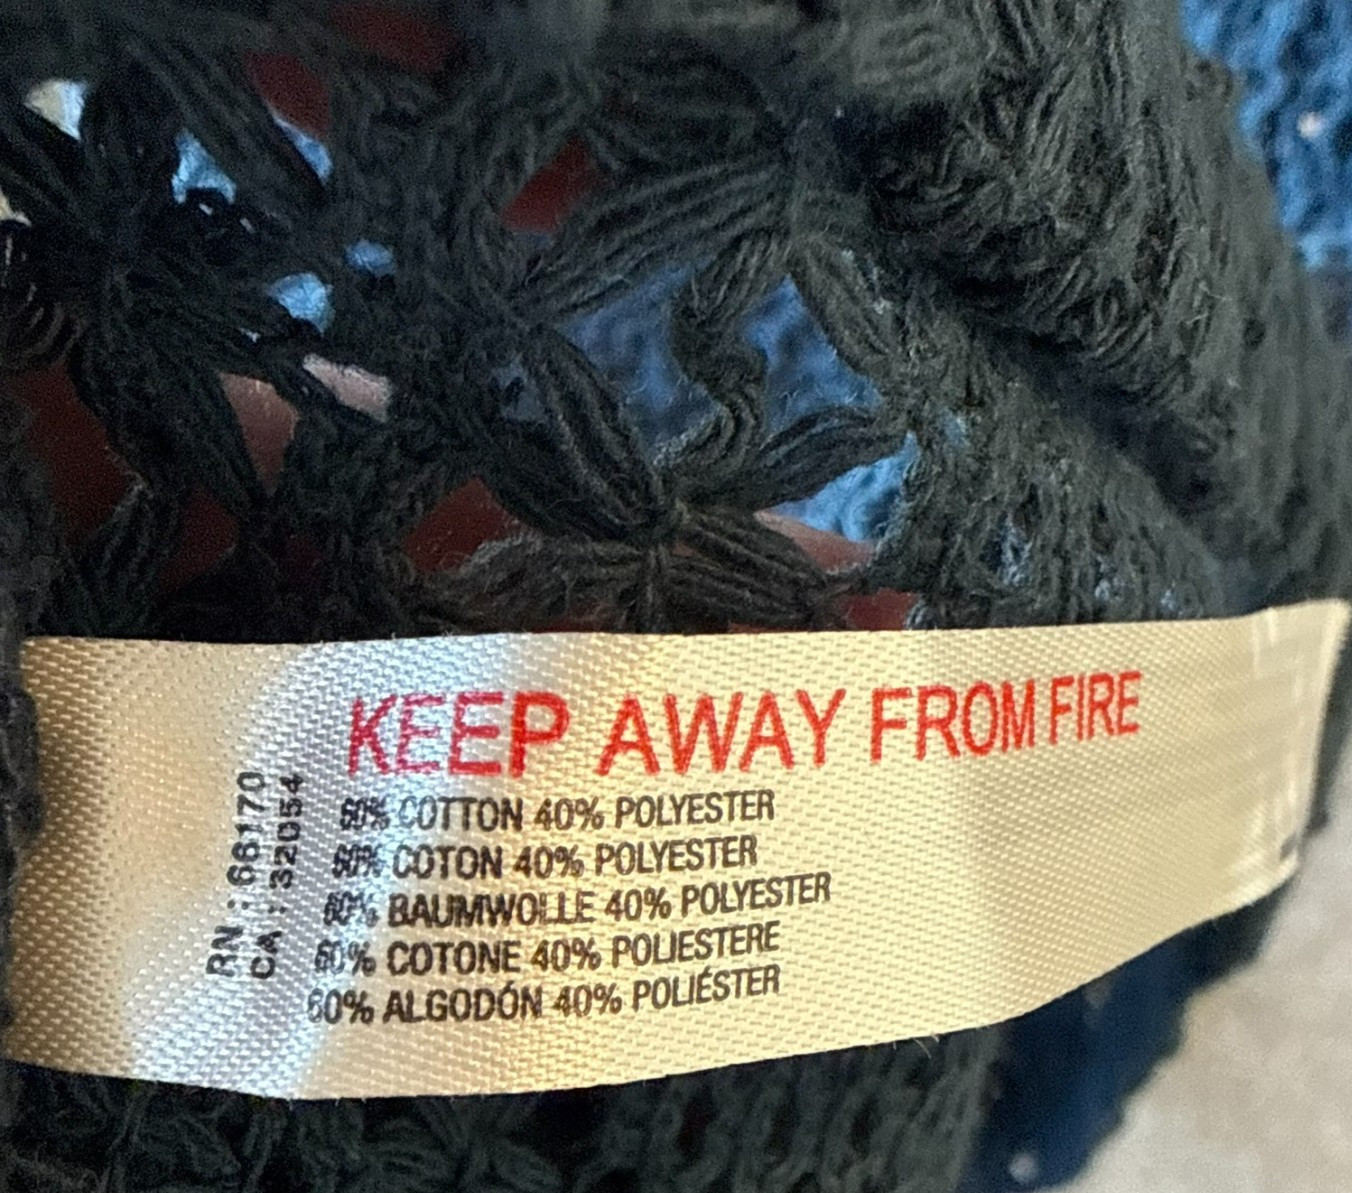 KEEP AWAY FROM FIRE
60% COTTON 40% POLYESTER
60% COTON 40% POLYESTER
60% BAUMWOLLE 40% POLYESTER
60% COTONE 40% POLIESTERE
60% ALGODÓN 40% POLIÉSTER
RN : 66170
CA : 32054